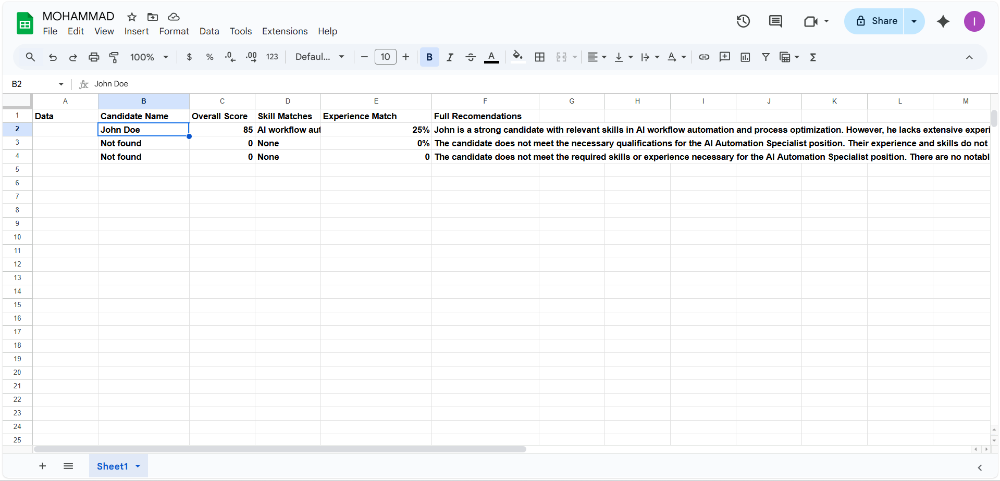 MOHAMMAD
File Edit View Insert Format Data Tools Extensions Help
Share
I
100% $ % .0 .00 123 Defaul... 10 B I A A Σ
B2 fx John Doe
A B C D E F G H I J K L M
1 Data Candidate Name Overall Score Skill Matches Experience Match Full Recomendations
2 John Doe 85 AI workflow aut 25% John is a strong candidate with relevant skills in AI workflow automation and process optimization. However, he lacks extensive experi
3 Not found 0 None 0% The candidate does not meet the necessary qualifications for the AI Automation Specialist position. Their experience and skills do not
4 Not found 0 None 0 The candidate does not meet the required skills or experience necessary for the AI Automation Specialist position. There are no notabl
5
6
7
8
9
10
11
12
13
14
15
16
17
18
19
20
21
22
23
24
25
Sheet1